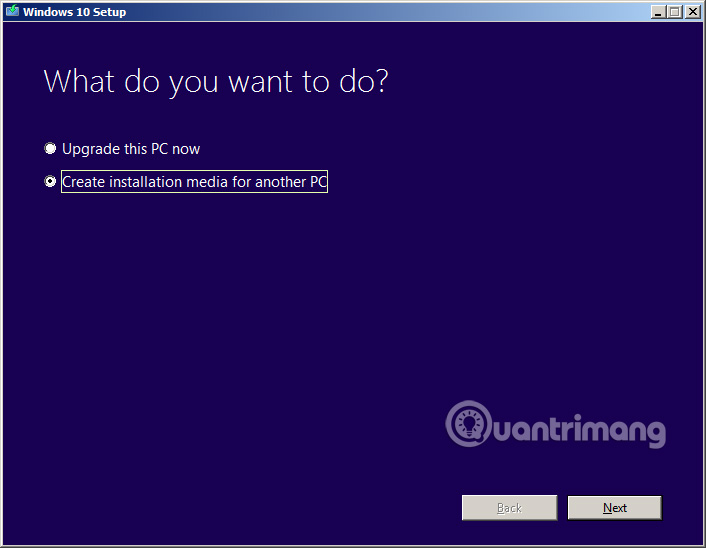 Windows 10 Setup
What do you want to do?
Upgrade this PC now
Create installation media for another PC
Quantrimang
Back
Next